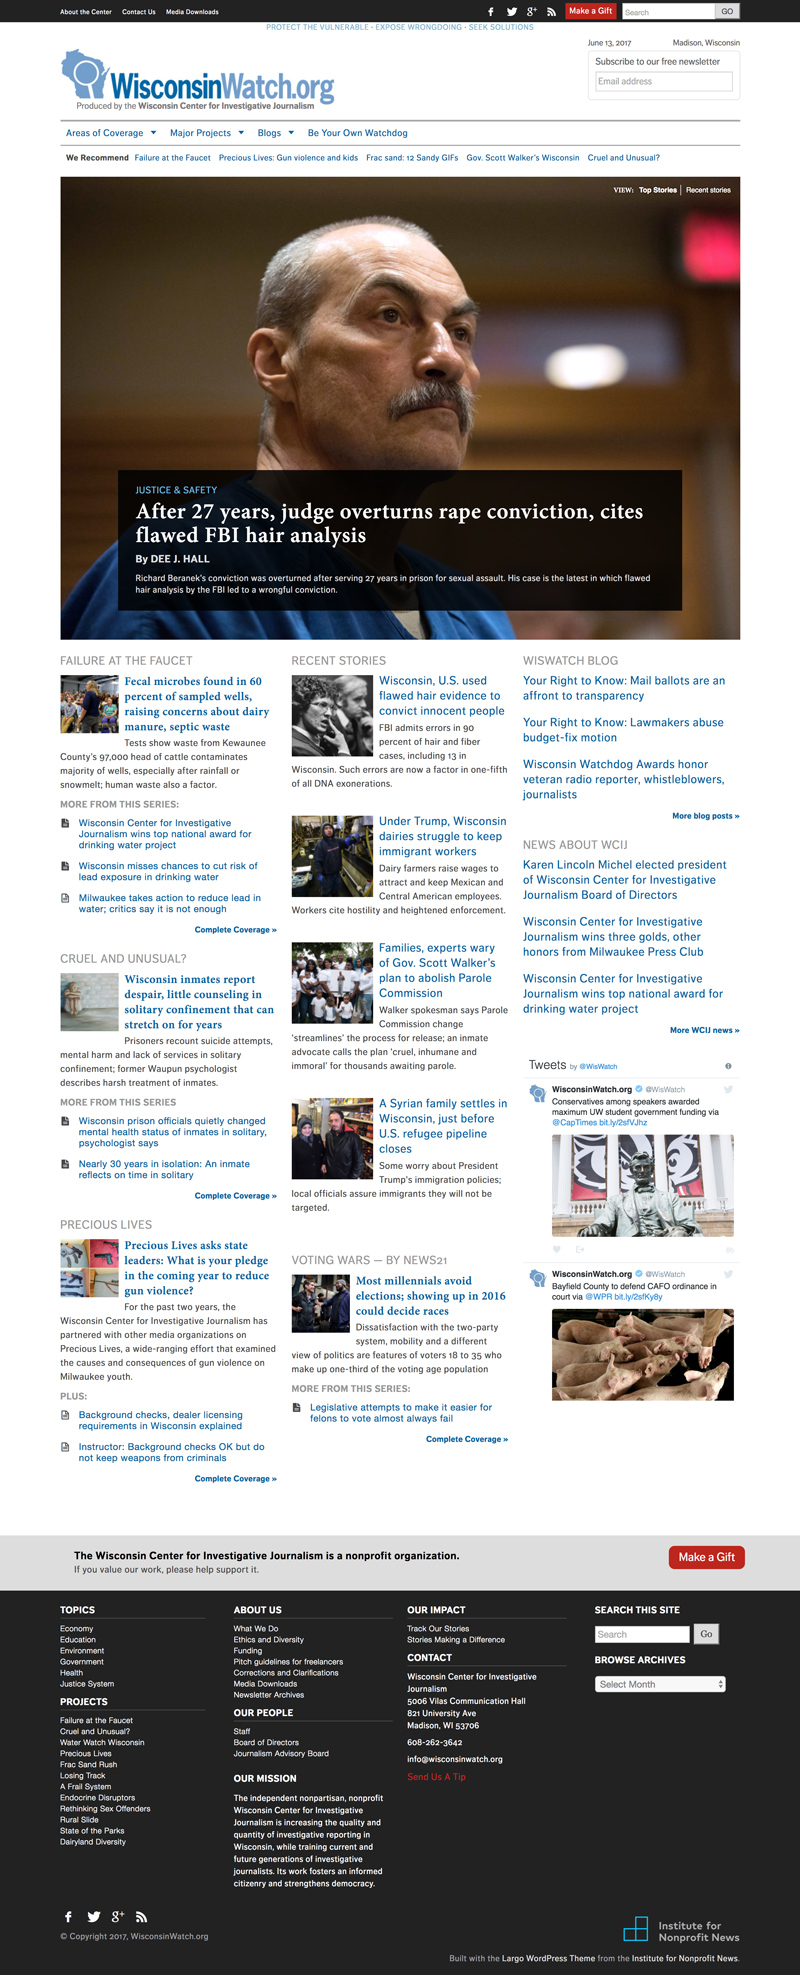 About the Center Contact Us Media Downloads
Make a Gift
Search
GO
PROTECT THE VULNERABLE • EXPOSE WRONGDOING • SEEK SOLUTIONS
June 13, 2017 Madison, Wisconsin
Subscribe to our free newsletter
Email address
WisconsinWatch.org
Produced by the Wisconsin Center for Investigative Journalism
Areas of Coverage Major Projects Blogs Be Your Own Watchdog
We Recommend Failure at the Faucet Precious Lives: Gun violence and kids Frac sand: 12 Sandy GIFs Gov. Scott Walker's Wisconsin Cruel and Unusual?
VIEW: Top Stories | Recent stories
JUSTICE & SAFETY
After 27 years, judge overturns rape conviction, cites
flawed FBI hair analysis
By DEE J. HALL
Richard Beranek's conviction was overturned after serving 27 years in prison for sexual assault. His case is the latest in which flawed
hair analysis by the FBI led to a wrongful conviction.
FAILURE AT THE FAUCET
Fecal microbes found in 60
percent of sampled wells,
raising concerns about dairy
manure, septic waste
Tests show waste from Kewaunee
County's 97,000 head of cattle contaminates
majority of wells, especially after rainfall or
snowmelt; human waste also a factor.
MORE FROM THIS SERIES:
Wisconsin Center for Investigative
Journalism wins top national award for
drinking water project
Wisconsin misses chances to cut risk of
lead exposure in drinking water
Milwaukee takes action to reduce lead in
water; critics say it is not enough
Complete Coverage »
CRUEL AND UNUSUAL?
Wisconsin inmates report
despair, little counseling in
solitary confinement that can
stretch on for years
Prisoners recount suicide attempts,
mental harm and lack of services in solitary
confinement; former Waupun psychologist
describes harsh treatment of inmates.
MORE FROM THIS SERIES
Wisconsin prison officials quietly changed
mental health status of inmates in solitary,
psychologist says
Nearly 30 years in isolation: An inmate
reflects on time in solitary
Complete Coverage »
PRECIOUS LIVES
Precious Lives asks state
leaders: What is your pledge
in the coming year to reduce
gun violence?
For the past two years, the
Wisconsin Center for Investigative Journalism has
partnered with other media organizations on
Precious Lives, a wide-ranging effort that examined
the causes and consequences of gun violence on
Milwaukee youth.
PLUS:
Background checks, dealer licensing
requirements in Wisconsin explained
Instructor: Background checks OK but do
not keep weapons from criminals
Complete Coverage »
RECENT STORIES
Wisconsin, U.S. used
flawed hair evidence to
convict innocent people
FBI admits errors in 90
percent of hair and fiber
cases, including 13 in
Wisconsin. Such errors are now a factor in one-fifth
of all DNA exonerations.
Under Trump, Wisconsin
dairies struggle to keep
immigrant workers
Dairy farmers raise wages to
attract and keep Mexican and
Central American employees.
Workers cite hostility and heightened enforcement.
Families, experts wary
of Gov. Scott Walker's
plan to abolish Parole
Commission
Walker spokesman says Parole
Commission change
'streamlines' the process for release; an inmate
advocate calls the plan 'cruel, inhumane and
immoral' for thousands awaiting parole.
A Syrian family settles in
Wisconsin, just before
U.S. refugee pipeline
closes
Some worry about President
Trump's immigration policies;
local officials assure immigrants they will not be
targeted.
VOTING WARS — BY NEWS21
Most millennials avoid
elections; showing up in 2016
could decide races
Dissatisfaction with the two-party
system, mobility and a different
view of politics are features of voters 18 to 35 who
make up one-third of the voting age population
MORE FROM THIS SERIES:
Legislative attempts to make it easier for
felons to vote almost always fail
Complete Coverage »
WISWATCH BLOG
Your Right to Know: Mail ballots are an
affront to transparency
Your Right to Know: Lawmakers abuse
budget-fix motion
Wisconsin Watchdog Awards honor
veteran radio reporter, whistleblowers,
journalists
More blog posts »
NEWS ABOUT WCIJ
Karen Lincoln Michel elected president
of Wisconsin Center for Investigative
Journalism Board of Directors
Wisconsin Center for Investigative
Journalism wins three golds, other
honors from Milwaukee Press Club
Wisconsin Center for Investigative
Journalism wins top national award for
drinking water project
More WCIJ news »
Tweets by @WisWatch
WisconsinWatch.org @WisWatch
Conservatives among speakers awarded
maximum UW student government funding via
@CapTimes bit.ly/2sfVJhz
WisconsinWatch.org @WisWatch
Bayfield County to defend CAFO ordinance in
court via @WPR bit.ly/2sfKy8y
The Wisconsin Center for Investigative Journalism is a nonprofit organization.
If you value our work, please help support it.
Make a Gift
TOPICS
Economy
Education
Environment
Government
Health
Justice System
PROJECTS
Failure at the Faucet
Cruel and Unusual?
Water Watch Wisconsin
Precious Lives
Frac Sand Rush
Losing Track
A Frail System
Endocrine Disruptors
Rethinking Sex Offenders
Rural Slide
State of the Parks
Dairyland Diversity
ABOUT US
What We Do
Ethics and Diversity
Funding
Pitch guidelines for freelancers
Corrections and Clarifications
Media Downloads
Newsletter Archives
OUR PEOPLE
Staff
Board of Directors
Journalism Advisory Board
OUR MISSION
The independent nonpartisan, nonprofit
Wisconsin Center for Investigative
Journalism is increasing the quality and
quantity of investigative reporting in
Wisconsin, while training current and
future generations of investigative
journalists. Its work fosters an informed
citizenry and strengthens democracy.
OUR IMPACT
Track Our Stories
Stories Making a Difference
CONTACT
Wisconsin Center for Investigative
Journalism
5006 Vilas Communication Hall
821 University Ave
Madison, WI 53706
608-262-3642
info@wisconsinwatch.org
Send Us A Tip
SEARCH THIS SITE
Search
Go
BROWSE ARCHIVES
Select Month
© Copyright 2017, WisconsinWatch.org
Institute for
Nonprofit News
Built with the Largo WordPress Theme from the Institute for Nonprofit News.